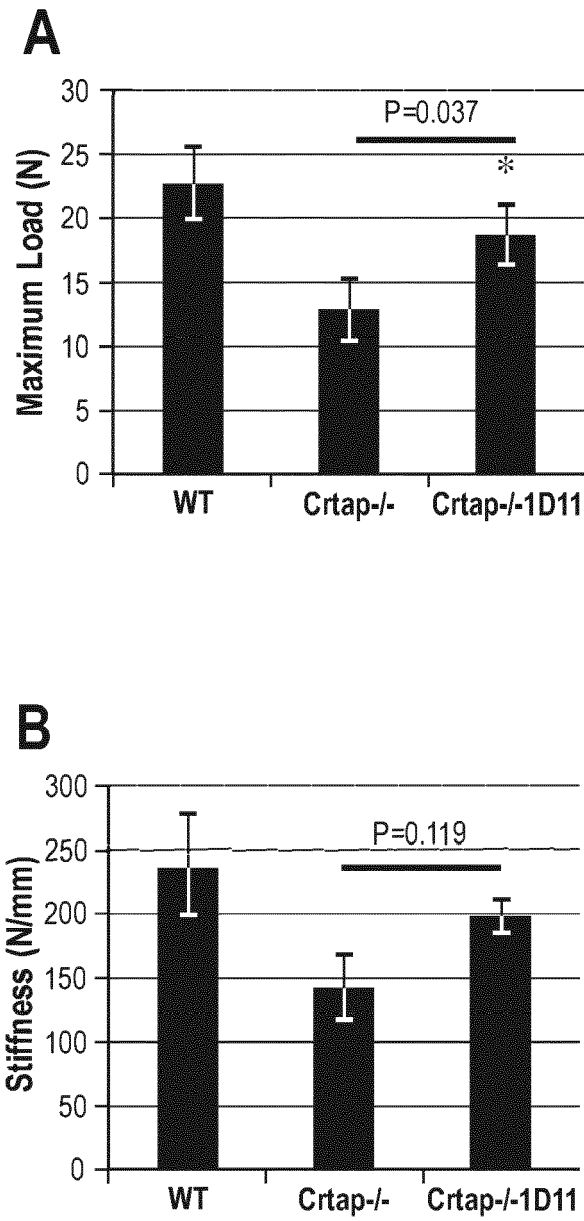 A
Maximum Load (N)
30
25
20
15
10
5
0
P=0.037
*
WT Crtap-/- Crtap-/-1D11
B
Stiffness (N/mm)
300
250
200
150
100
50
0
P=0.119
WT Crtap-/- Crtap-/-1D11